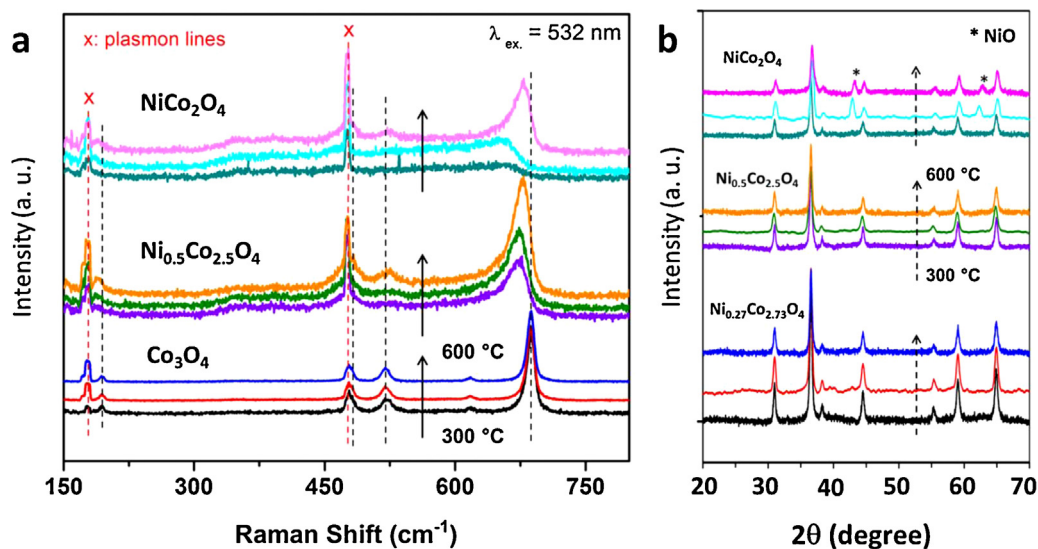 a
x: plasmon lines
λ ex. = 532 nm
x
x
NiCo₂O₄
Ni₀.₅Co₂.₅O₄
600 °C
Co₃O₄
300 °C
Intensity (a. u.)
150 300 450 600 750
Raman Shift (cm⁻¹)
b
* NiO
NiCo₂O₄
*
*
600 °C
Ni₀.₅Co₂.₅O₄
300 °C
Ni₀.₂₇Co₂.₇₃O₄
Intensity (a. u.)
20 30 40 50 60 70
2θ (degree)